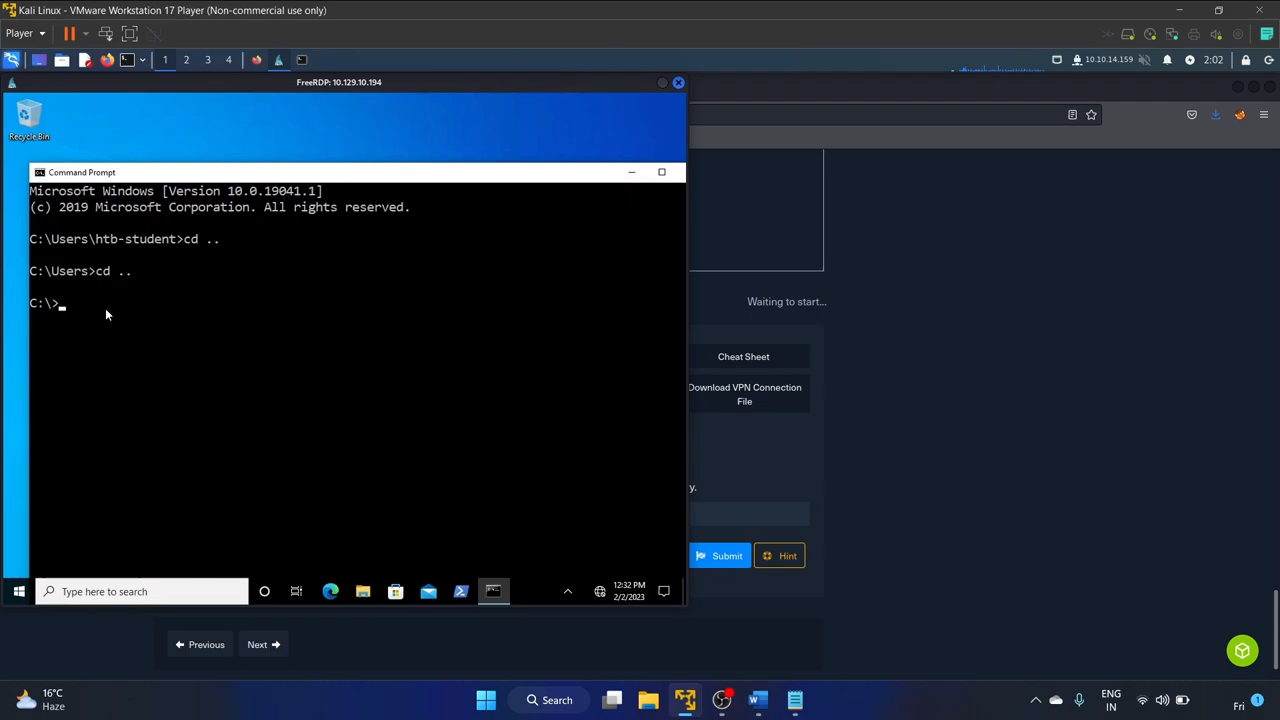 Kali Linux - VMware Workstation 17 Player (Non-commercial use only)
Player
1 2 3 4
10.10.14.159
2:02
FreeRDP: 10.129.10.194
Recycle Bin
Command Prompt
Microsoft Windows [Version 10.0.19041.1]
(c) 2019 Microsoft Corporation. All rights reserved.
C:\Users\htb-student>cd ..
C:\Users>cd ..
C:\>
Waiting to start...
Cheat Sheet
Download VPN Connection
File
y.
Submit
Hint
Type here to search
12:32 PM
2/2/2023
Previous
Next
16°C
Haze
Search
ENG
IN
Fri
1